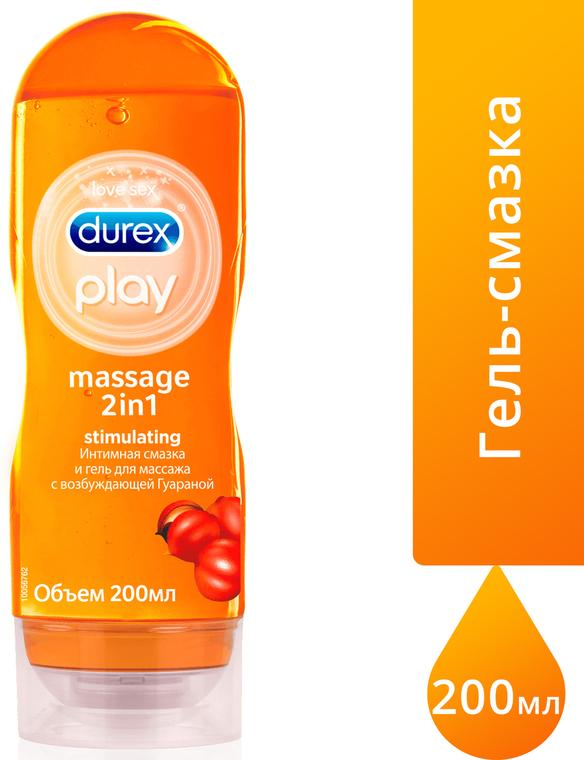 love sex
durex®
play
massage
2in1
stimulating
Интимная смазка
и гель для массажа
с возбуждающей Гуараной
10056762
Объем 200мл
Гель-смазка
200мл